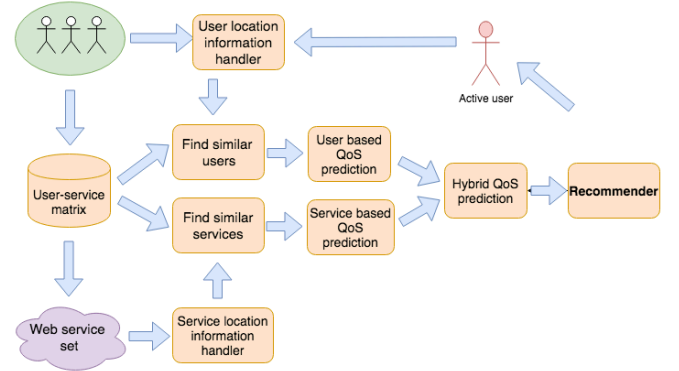 User location
information
handler
Active user
Find similar
users
User based
QoS
prediction
User-service
matrix
Hybrid QoS
prediction
Recommender
Find similar
services
Service based
QoS
prediction
Web service
set
Service location
information
handler